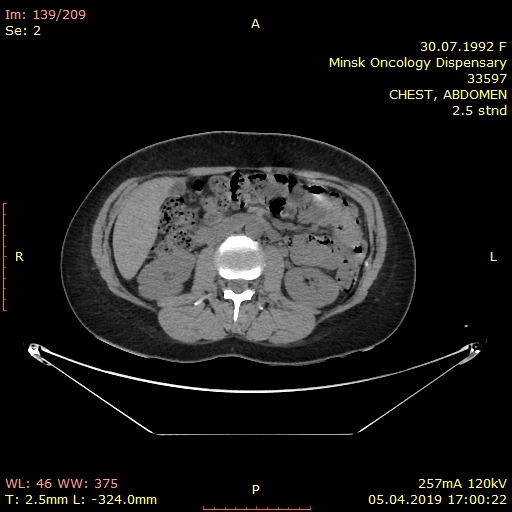 Im: 139/209
Se: 2
A
30.07.1992 F
Minsk Oncology Dispensary
33597
CHEST, ABDOMEN
2.5 stnd
R
L
WL: 46 WW: 375
T: 2.5mm L: -324.0mm
P
257mA 120kV
05.04.2019 17:00:22